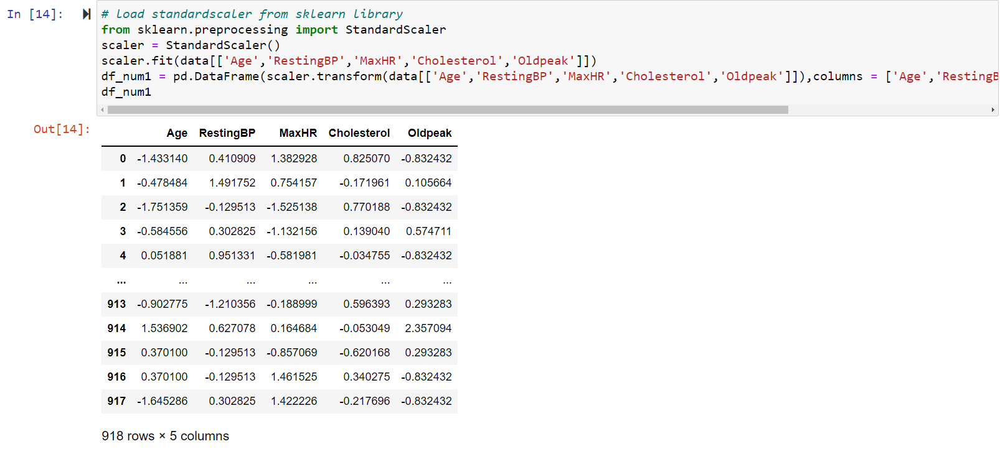 In [14]:
# load standardscaler from sklearn library
from sklearn.preprocessing import StandardScaler
scaler = StandardScaler()
scaler.fit(data[['Age','RestingBP','MaxHR','Cholesterol','Oldpeak']])
df_num1 = pd.DataFrame(scaler.transform(data[['Age','RestingBP','MaxHR','Cholesterol','Oldpeak']]),columns = ['Age','RestingB
df_num1
Out[14]:
Age RestingBP MaxHR Cholesterol Oldpeak
0 -1.433140 0.410909 1.382928 0.825070 -0.832432
1 -0.478484 1.491752 0.754157 -0.171961 0.105664
2 -1.751359 -0.129513 -1.525138 0.770188 -0.832432
3 -0.584556 0.302825 -1.132156 0.139040 0.574711
4 0.051881 0.951331 -0.581981 -0.034755 -0.832432
... ... ... ... ... ...
913 -0.902775 -1.210356 -0.188999 0.596393 0.293283
914 1.536902 0.627078 0.164684 -0.053049 2.357094
915 0.370100 -0.129513 -0.857069 -0.620168 0.293283
916 0.370100 -0.129513 1.461525 0.340275 -0.832432
917 -1.645286 0.302825 1.422226 -0.217696 -0.832432
918 rows × 5 columns